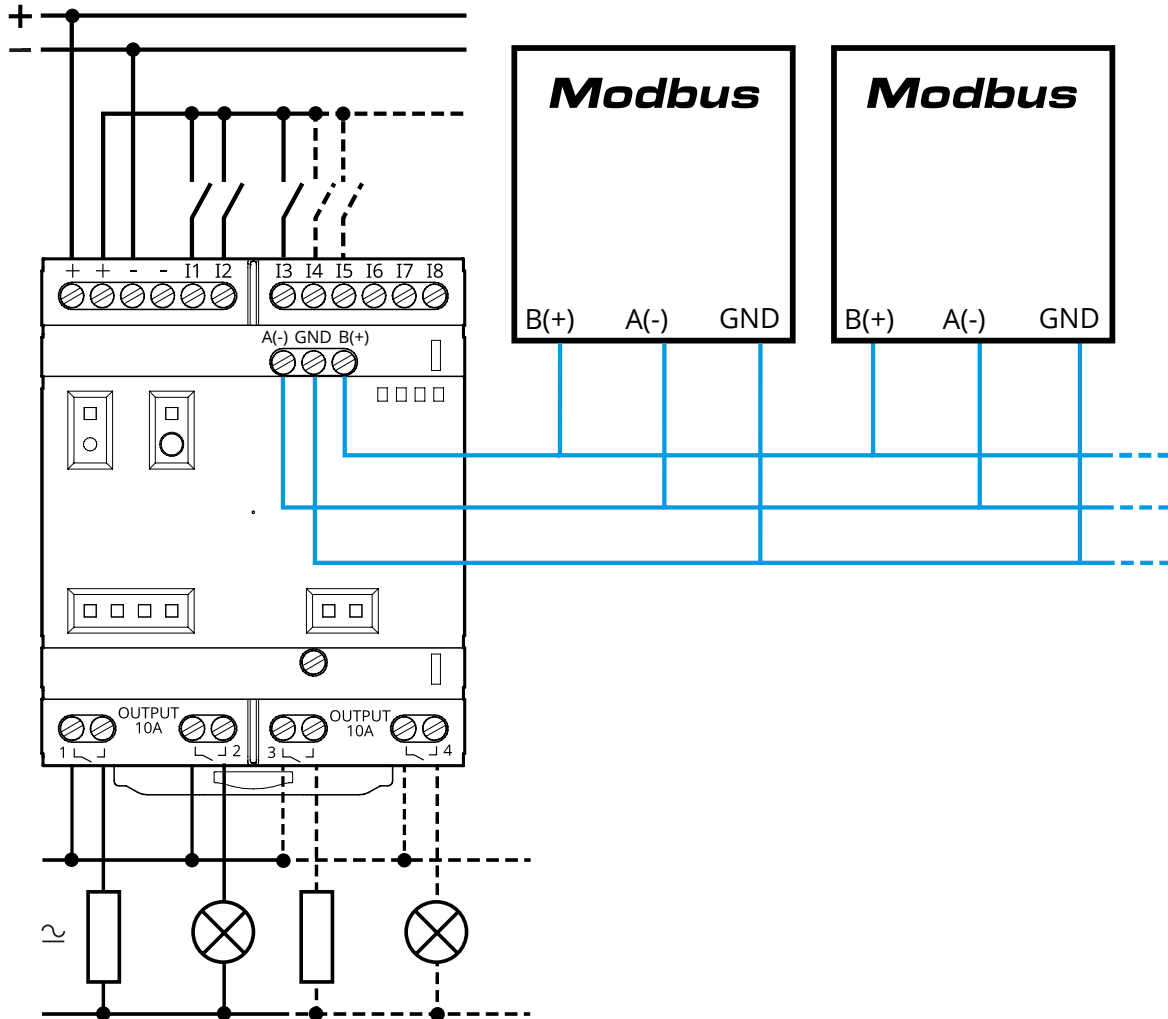 +
−
Modbus
Modbus
+ + - - I1 I2 I3 I4 I5 I6 I7 I8
A(-) GND B(+)
B(+) A(-) GND
B(+) A(-) GND
OUTPUT
10A
OUTPUT
10A
1 2 3 4
≃